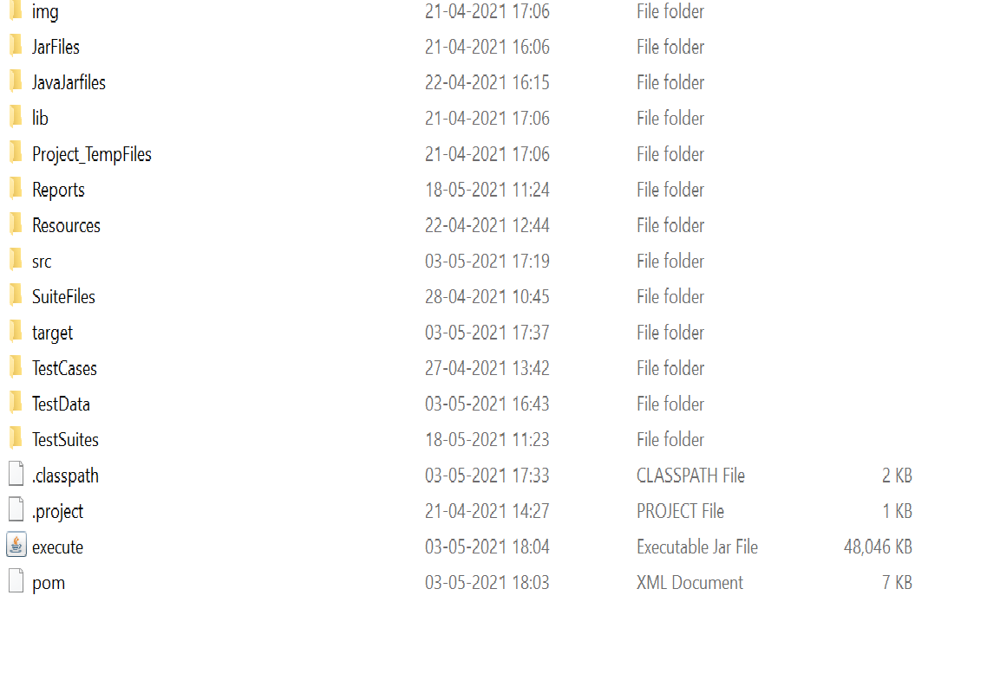 img 21-04-2021 17:06 File folder
JarFiles 21-04-2021 16:06 File folder
JavaJarfiles 22-04-2021 16:15 File folder
lib 21-04-2021 17:06 File folder
Project_TempFiles 21-04-2021 17:06 File folder
Reports 18-05-2021 11:24 File folder
Resources 22-04-2021 12:44 File folder
src 03-05-2021 17:19 File folder
SuiteFiles 28-04-2021 10:45 File folder
target 03-05-2021 17:37 File folder
TestCases 27-04-2021 13:42 File folder
TestData 03-05-2021 16:43 File folder
TestSuites 18-05-2021 11:23 File folder
.classpath 03-05-2021 17:33 CLASSPATH File 2 KB
.project 21-04-2021 14:27 PROJECT File 1 KB
execute 03-05-2021 18:04 Executable Jar File 48,046 KB
pom 03-05-2021 18:03 XML Document 7 KB